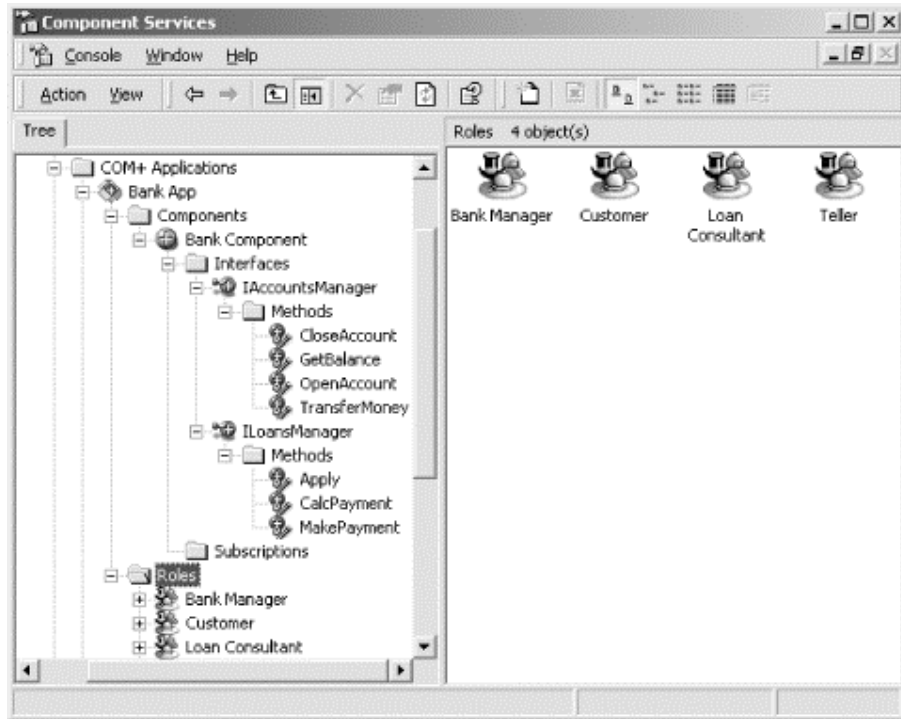 Component Services
Console Window Help
Action View
Tree
Roles 4 object(s)
COM+ Applications
Bank App
Components
Bank Component
Interfaces
IAccountsManager
Methods
CloseAccount
GetBalance
OpenAccount
TransferMoney
ILoansManager
Methods
Apply
CalcPayment
MakePayment
Subscriptions
Roles
Bank Manager
Customer
Loan Consultant
Bank Manager
Customer
Loan
Consultant
Teller